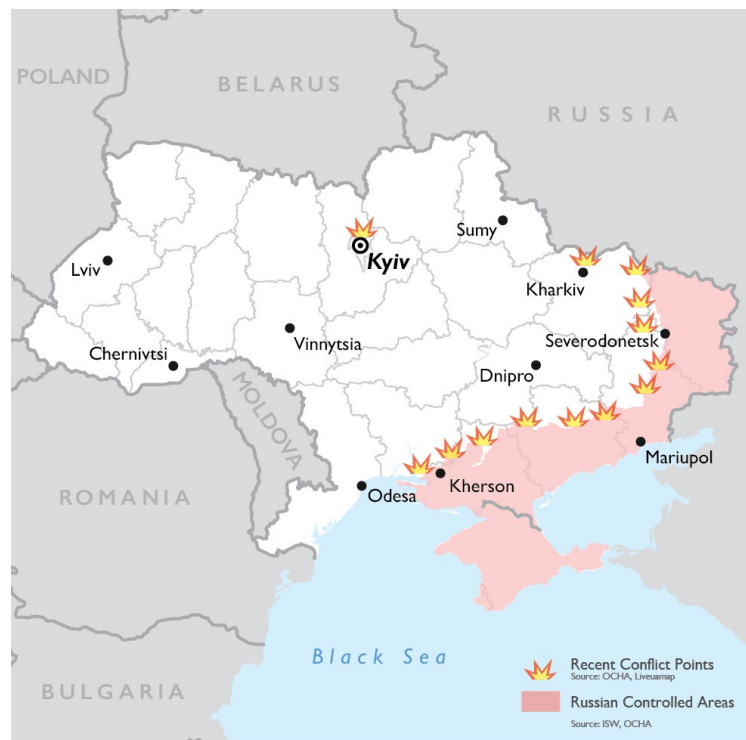 POLAND
BELARUS
RUSSIA
Sumy
Kyiv
Lviv
Kharkiv
Vinnytsia
Severodonetsk
Chernivtsi
Dnipro
MOLDOVA
Mariupol
ROMANIA
Odesa
Kherson
Black Sea
Recent Conflict Points
Source: OCHA, Liveuamap
BULGARIA
Russian Controlled Areas
Source: ISW, OCHA